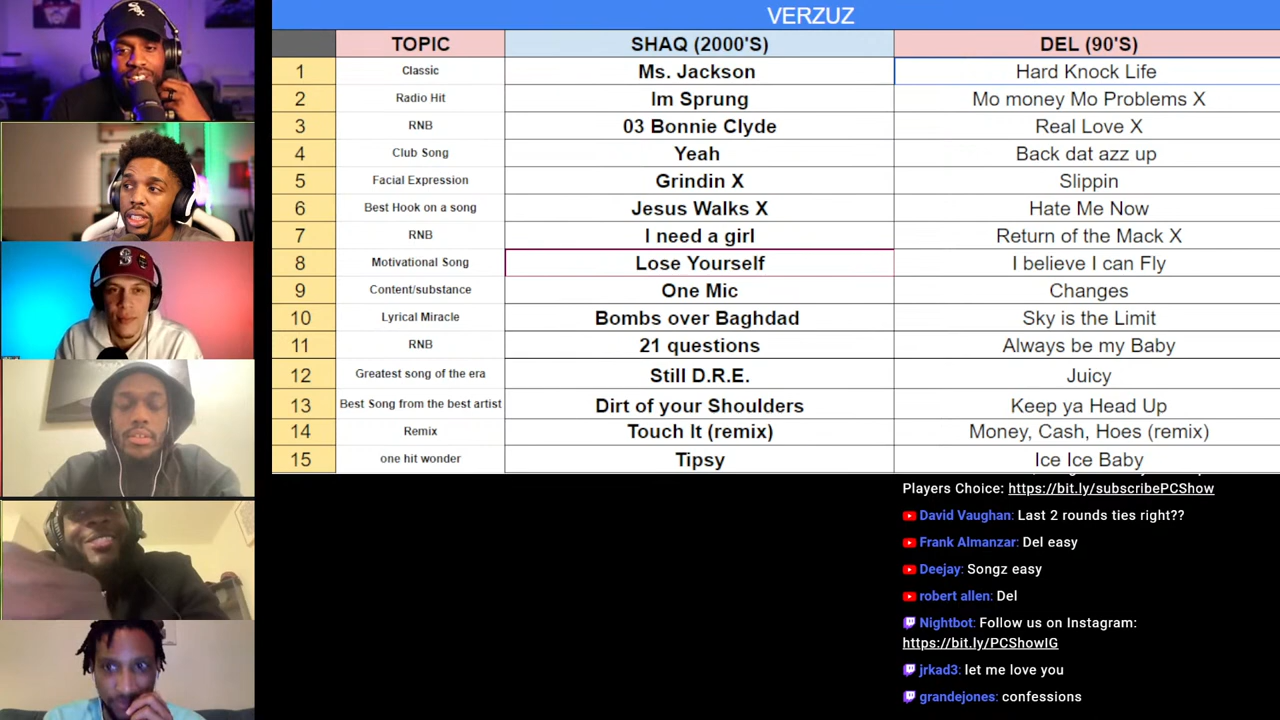 VERZUZ
TOPIC SHAQ (2000'S) DEL (90'S)
1 Classic Ms. Jackson Hard Knock Life
2 Radio Hit Im Sprung Mo money Mo Problems X
3 RNB 03 Bonnie Clyde Real Love X
4 Club Song Yeah Back dat azz up
5 Facial Expression Grindin X Slippin
6 Best Hook on a song Jesus Walks X Hate Me Now
7 RNB I need a girl Return of the Mack X
8 Motivational Song Lose Yourself I believe I can Fly
9 Content/substance One Mic Changes
10 Lyrical Miracle Bombs over Baghdad Sky is the Limit
11 RNB 21 questions Always be my Baby
12 Greatest song of the era Still D.R.E. Juicy
13 Best Song from the best artist Dirt of your Shoulders Keep ya Head Up
14 Remix Touch It (remix) Money, Cash, Hoes (remix)
15 one hit wonder Tipsy Ice Ice Baby
Players Choice: https://bit.ly/subscribePCShow
David Vaughan: Last 2 rounds ties right??
Frank Almanzar: Del easy
Deejay: Songz easy
robert allen: Del
Nightbot: Follow us on Instagram:
https://bit.ly/PCShowIG
jrkad3: let me love you
grandejones: confessions